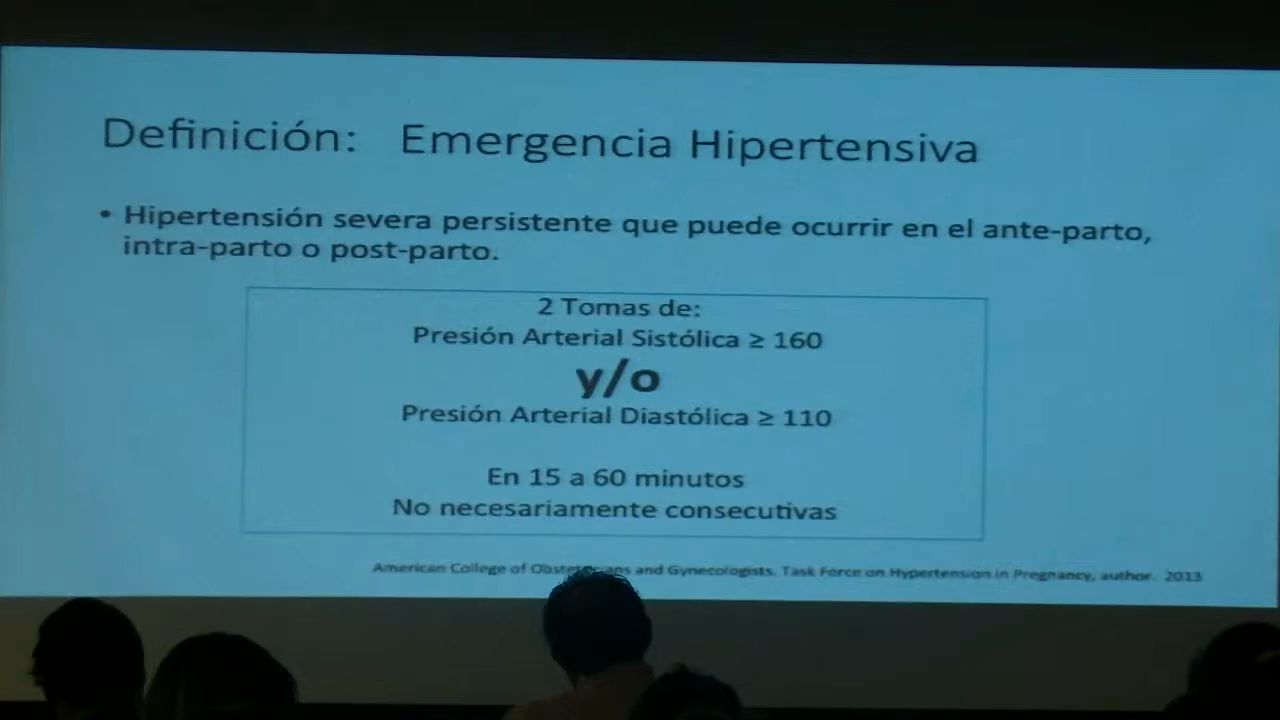 Definición: Emergencia Hipertensiva
• Hipertensión severa persistente que puede ocurrir en el ante-parto,
intra-parto o post-parto.
2 Tomas de:
Presión Arterial Sistólica ≥ 160
y/o
Presión Arterial Diastólica ≥ 110
En 15 a 60 minutos
No necesariamente consecutivas
American College of Obstetricians and Gynecologists. Task Force on Hypertension in Pregnancy, author. 2013